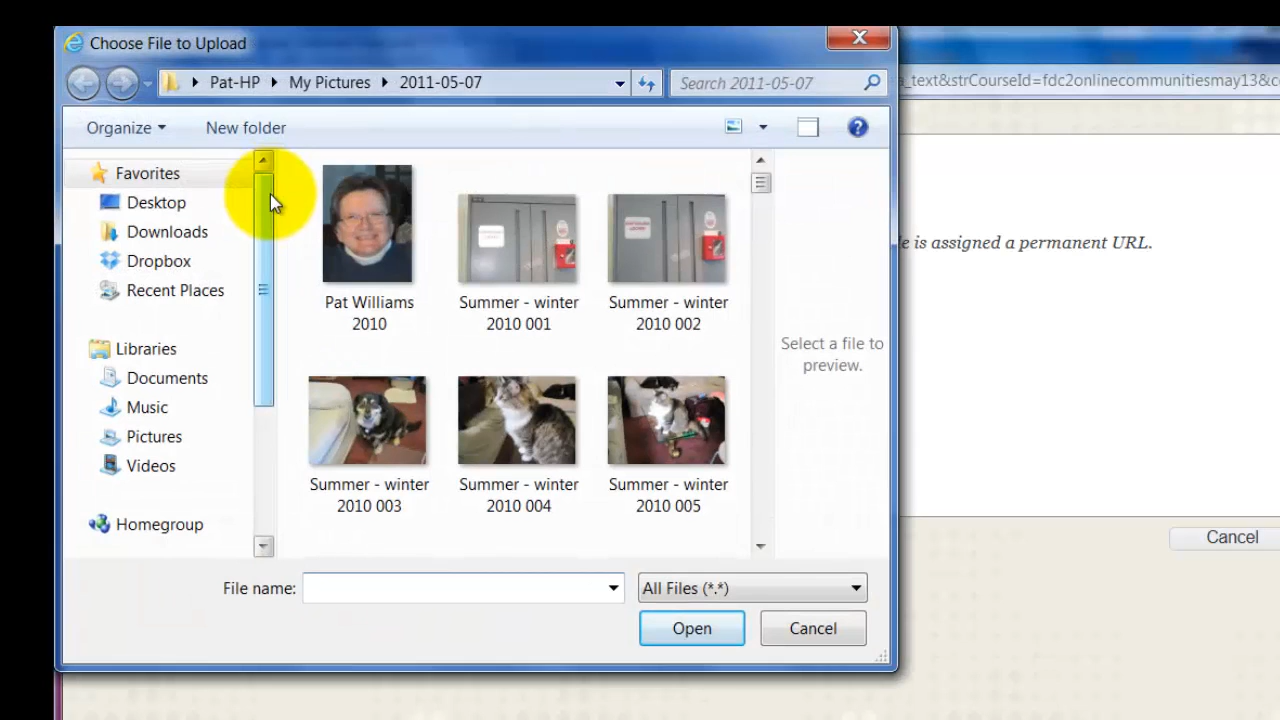 Choose File to Upload
Pat-HP My Pictures 2011-05-07
Search 2011-05-07
_text&strCourseId=fdc2onlinecommunitiesmay13&c
Organize
New folder
Favorites
Desktop
Downloads
Dropbox
Recent Places
Libraries
Documents
Music
Pictures
Videos
Homegroup
Pat Williams
2010
Summer - winter
2010 001
Summer - winter
2010 002
Summer - winter
2010 003
Summer - winter
2010 004
Summer - winter
2010 005
Select a file to
preview.
is assigned a permanent URL.
Cancel
File name:
All Files (*.*)
Open
Cancel